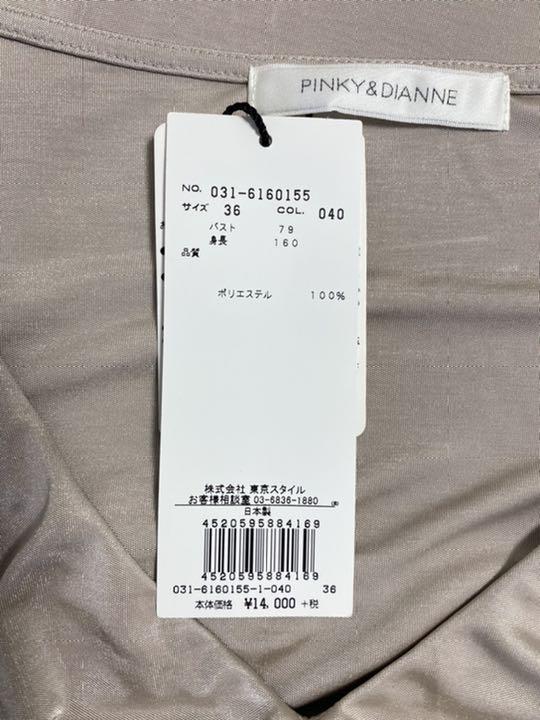 PINKY&DIANNE
NO. 031-6160155
サイズ 36 COL. 040
バスト 79
身長 160
品質
ポリエステル 100%
株式会社 東京スタイル
お客様相談室 03-6836-1880
日本製
4520595884169
4520595884169
031-6160155-1-040 36
本体価格 ¥14,000 +税